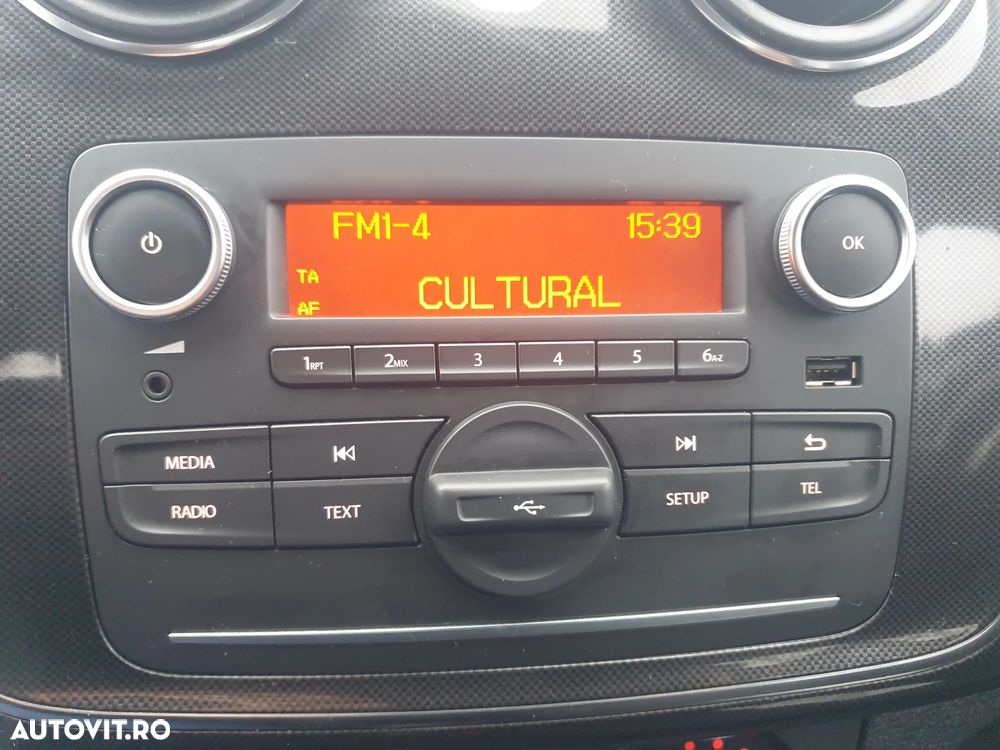 FM1-4 15:39
TA
CULTURAL
AF
1RPT 2MIX 3 4 5 6A-Z
OK
MEDIA
RADIO TEXT SETUP TEL
AUTOVIT.RO